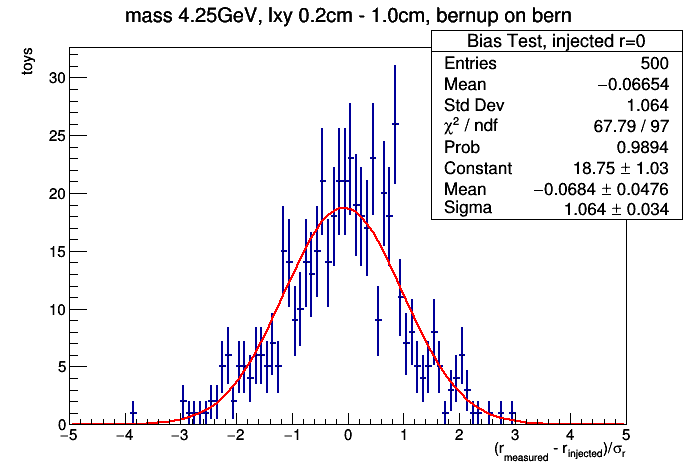 mass 4.25GeV, lxy 0.2cm - 1.0cm, bernup on bern
toys
Bias Test, injected r=0
Entries 500
Mean −0.06654
Std Dev 1.064
χ² / ndf 67.79 / 97
Prob 0.9894
Constant 18.75 ± 1.03
Mean −0.0684 ± 0.0476
Sigma 1.064 ± 0.034
30
25
20
15
10
5
0
−5 −4 −3 −2 −1 0 1 2 3 4 5
(r_measured - r_injected)/σ_r